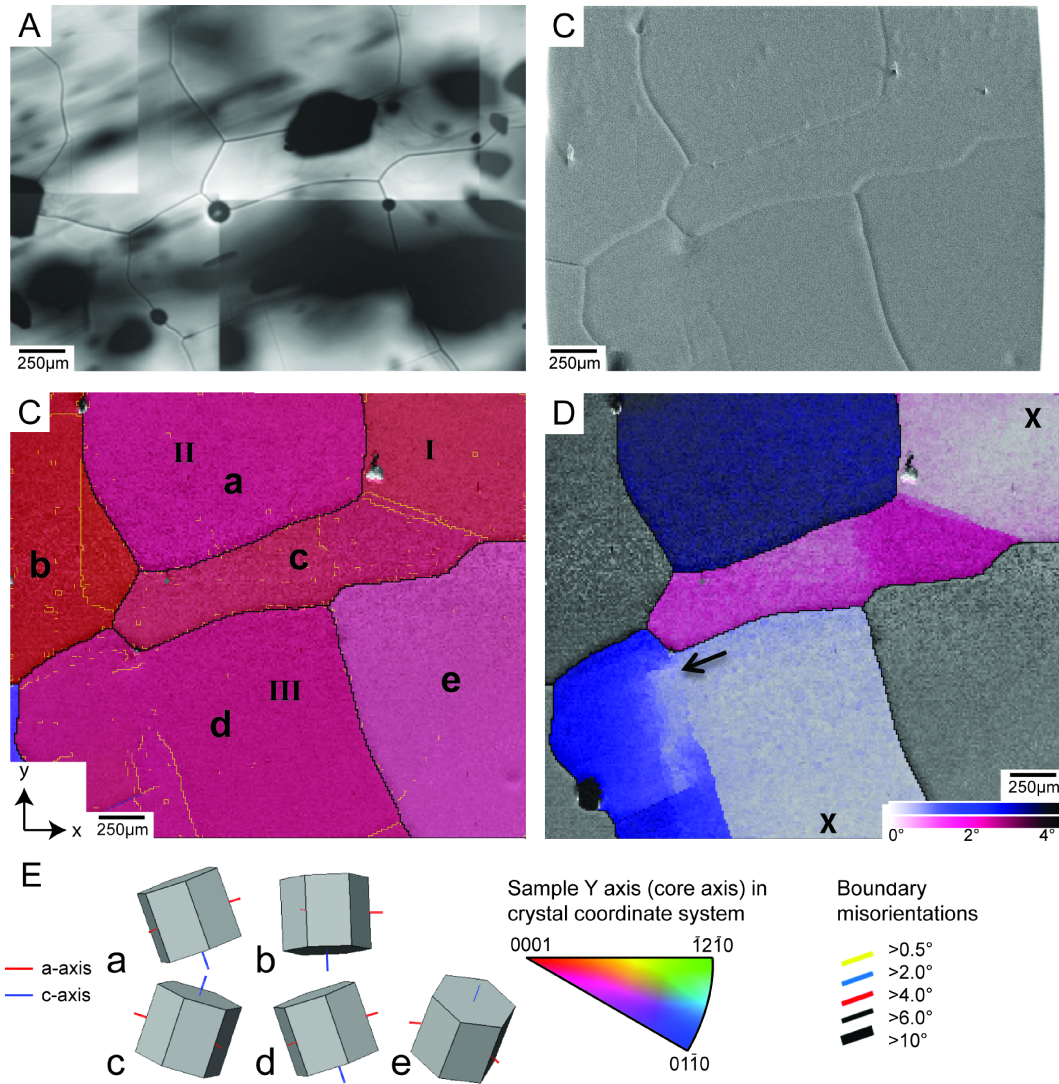 A
250µm
C
250µm
C
II
I
a
b
c
III
d
e
y
x
250µm
D
X
X
250µm
0° 2° 4°
E
a
b
a-axis
c-axis
c
d
e
Sample Y axis (core axis) in
crystal coordinate system
0001
1̄21̄0
011̄0
Boundary
misorientations
>0.5°
>2.0°
>4.0°
>6.0°
>10°